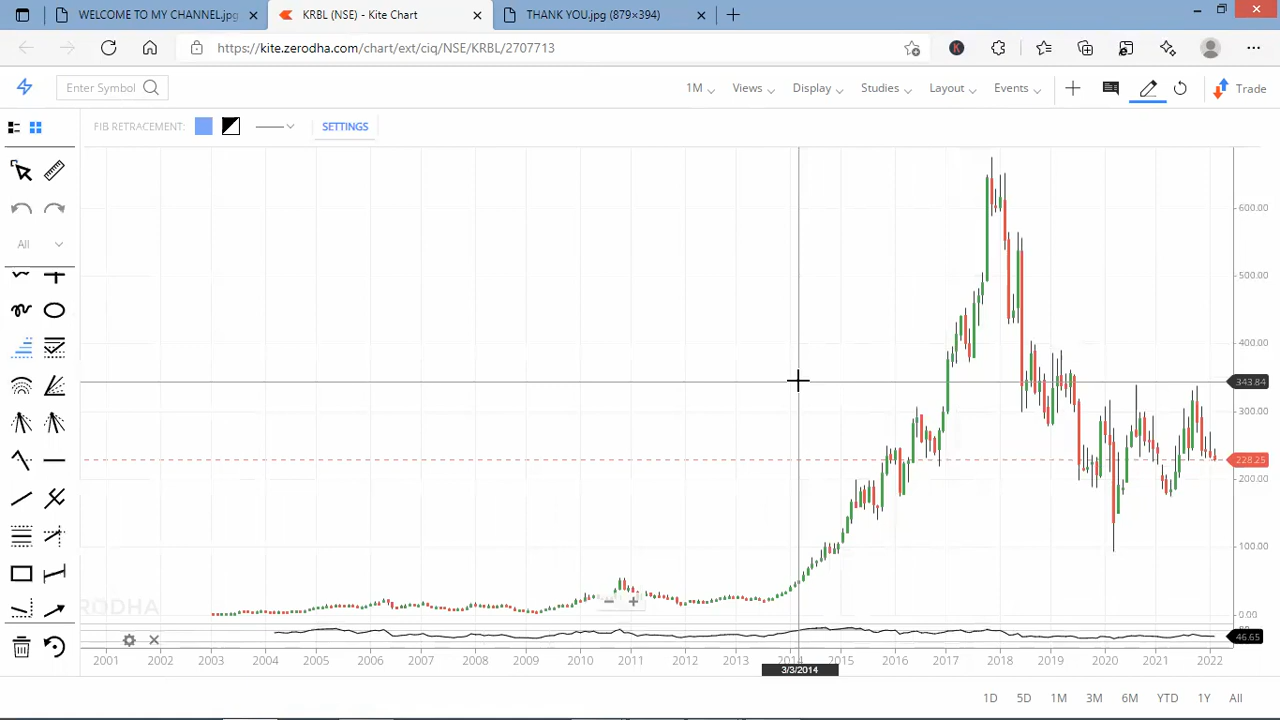 WELCOME TO MY CHANNEL.jpg
KRBL (NSE) - Kite Chart
THANK YOU.jpg (879×394)
https://kite.zerodha.com/chart/ext/ciq/NSE/KRBL/2707713
K
Enter Symbol
1M
Views
Display
Studies
Layout
Events
Trade
FIB RETRACEMENT:
SETTINGS
All
600.00
500.00
400.00
343.84
300.00
228.25
200.00
100.00
0.00
46.65
2001 2002 2003 2004 2005 2006 2007 2008 2009 2010 2011 2012 2013 2014 2015 2016 2017 2018 2019 2020 2021 2022
3/3/2014
1D 5D 1M 3M 6M YTD 1Y All